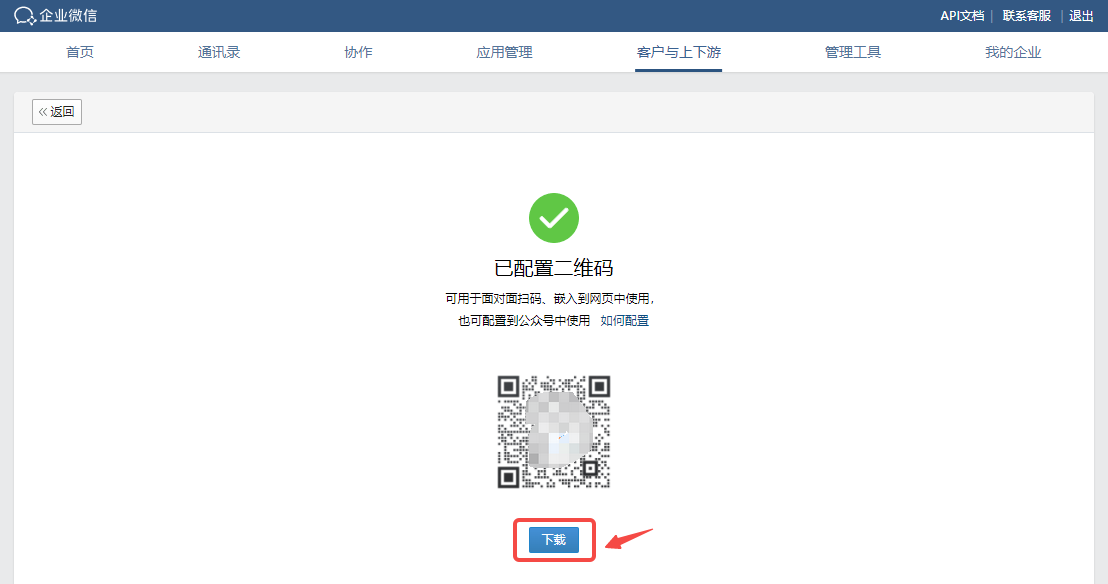 企业微信
API文档 | 联系客服 | 退出
首页 通讯录 协作 应用管理 客户与上下游 管理工具 我的企业
« 返回
已配置二维码
可用于面对面扫码、嵌入到网页中使用，
也可配置到公众号中使用 如何配置
下载